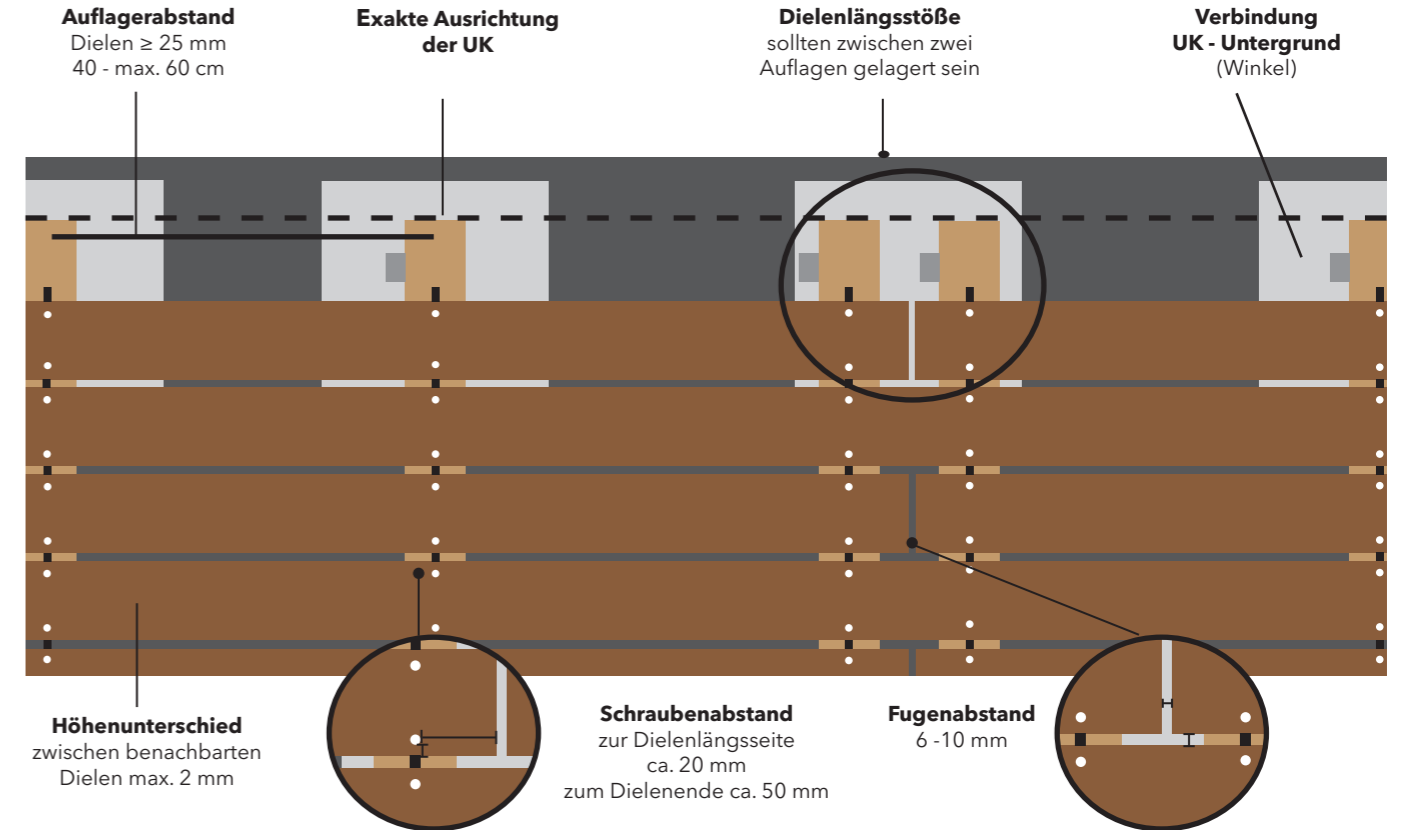 Auflagerabstand
Dielen ≥ 25 mm
40 - max. 60 cm
Exakte Ausrichtung
der UK
Dielenlängsstöße
sollten zwischen zwei
Auflagen gelagert sein
Verbindung
UK - Untergrund
(Winkel)
Höhenunterschied
zwischen benachbarten
Dielen max. 2 mm
Schraubenabstand
zur Dielenlängsseite
ca. 20 mm
zum Dielenende ca. 50 mm
Fugenabstand
6 -10 mm